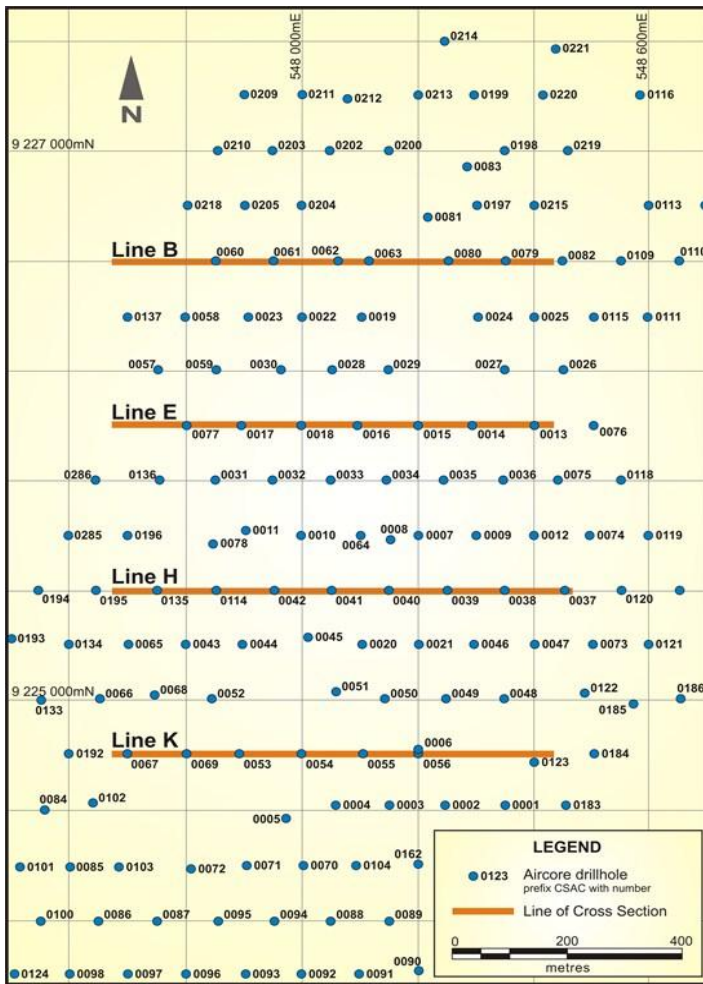 548 000mE
548 600mE
0214
0221
0209 0211 0212 0213 0199 0220 0116
N
9 227 000mN
0210 0203 0202 0200 0198 0219
0083
0218 0205 0204 0081 0197 0215 0113
Line B
0060 0061 0062 0063 0080 0079 0082 0109 0110
0137 0058 0023 0022 0019 0024 0025 0115 0111
0057 0059 0030 0028 0029 0027 0026
Line E
0077 0017 0018 0016 0015 0014 0013 0076
0286 0136 0031 0032 0033 0034 0035 0036 0075 0118
0285 0196 0078 0011 0010 0064 0008 0007 0009 0012 0074 0119
Line H
0194 0195 0135 0114 0042 0041 0040 0039 0038 0037 0120
0193 0134 0065 0043 0044 0045 0020 0021 0046 0047 0073 0121
9 225 000mN
0133 0066 0068 0052 0051 0050 0049 0048 0122 0185 0186
Line K
0006
0192 0067 0069 0053 0054 0055 0056 0123 0184
0084 0102 0005 0004 0003 0002 0001 0183
0101 0085 0103 0072 0071 0070 0104 0162
0100 0086 0087 0095 0094 0088 0089
0124 0098 0097 0096 0093 0092 0091 0090
LEGEND
0123 Aircore drillhole
prefix CSAC with number
Line of Cross Section
0 200 400
metres